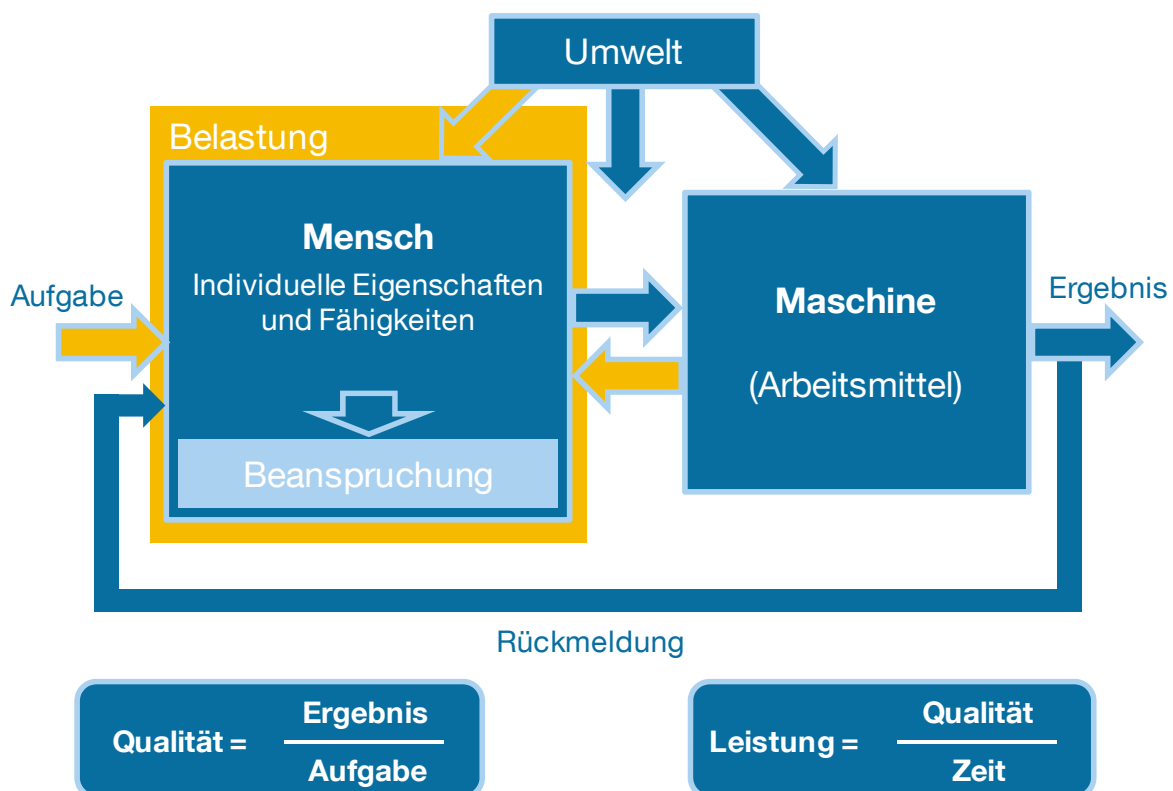 Umwelt
Belastung
Mensch
Individuelle Eigenschaften
und Fähigkeiten
Aufgabe
Maschine
(Arbeitsmittel)
Ergebnis
Beanspruchung
Rückmeldung
Qualität =
Ergebnis
Aufgabe
Leistung =
Qualität
Zeit